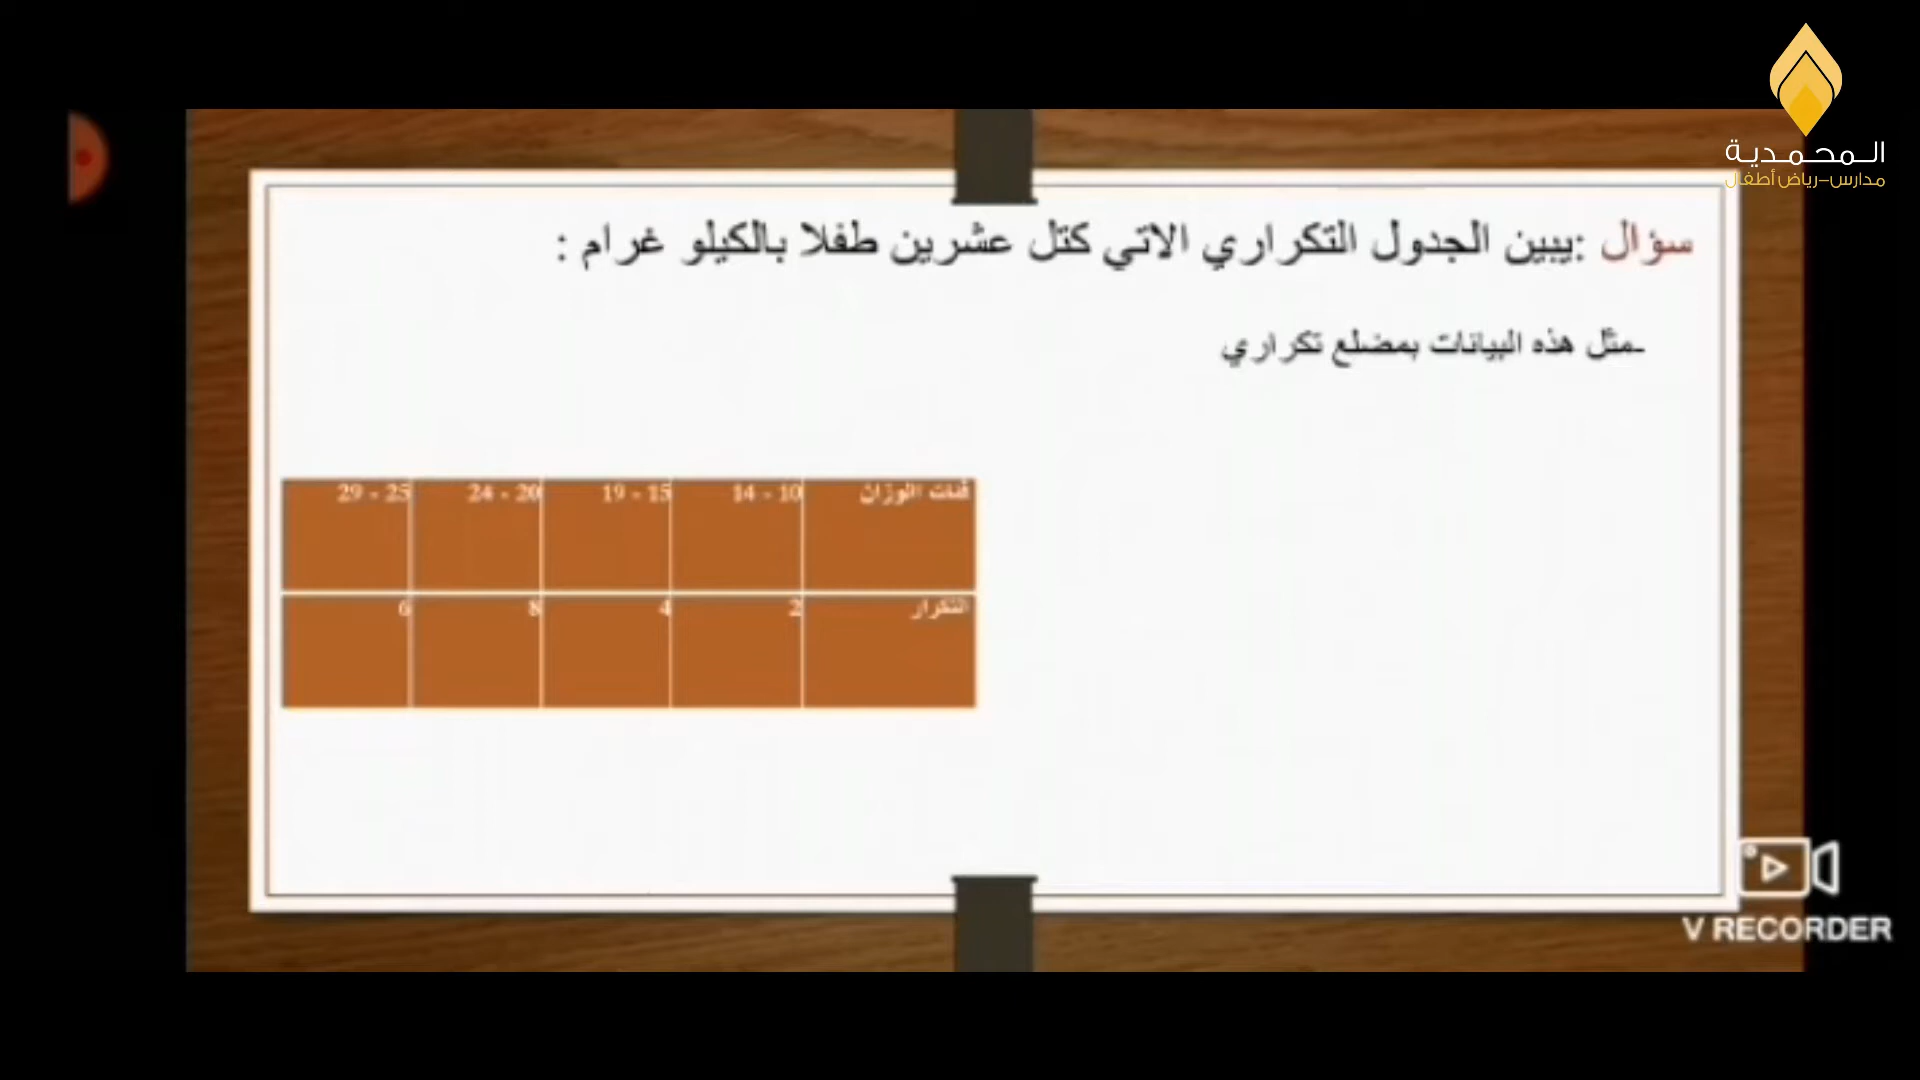 المحمدية
مدارس-رياض أطفال
سؤال :يبين الجدول التكراري الاتي كتل عشرين طفلا بالكيلو غرام :
-مثل هذه البيانات بمضلع تكراري
فئات االوزان 10 - 14 15 - 19 20 - 24 25 - 29
التكرار 2 4 8 6
V RECORDER